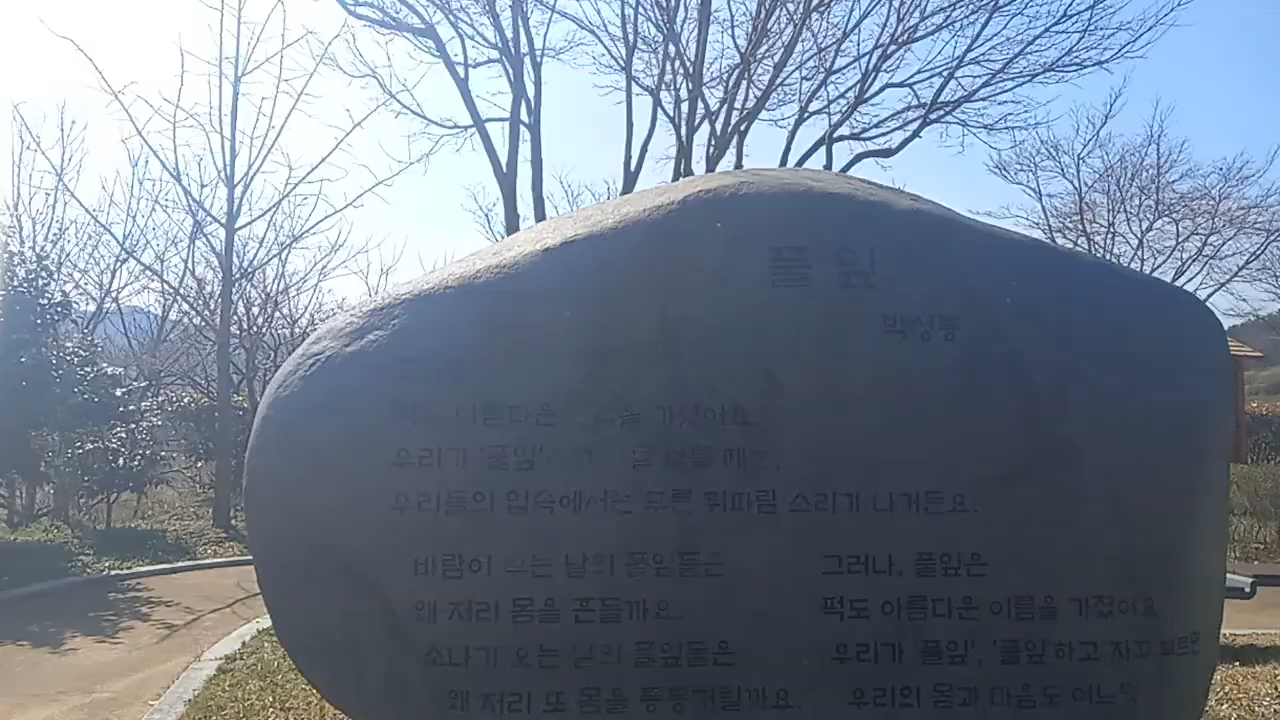 풀 잎
박성룡
퍽도 아름다운 이름을 가졌어요.
우리가 '풀잎' 를 때는,
우리들의 입속에서는 푸른 휘파람 소리가 나거든요.
바람이 부는 날의 풀잎들은
왜 저리 몸을 흔들까요.
소나기 오는 날의 풀잎들은
왜 저리 또 몸을 통통거릴까요.
그러나, 풀잎은
퍽도 아름다운 이름을 가졌어요.
우리가 '풀잎', '풀잎'하고 자꾸 부르면
우리의 몸과 마음도 어느덧